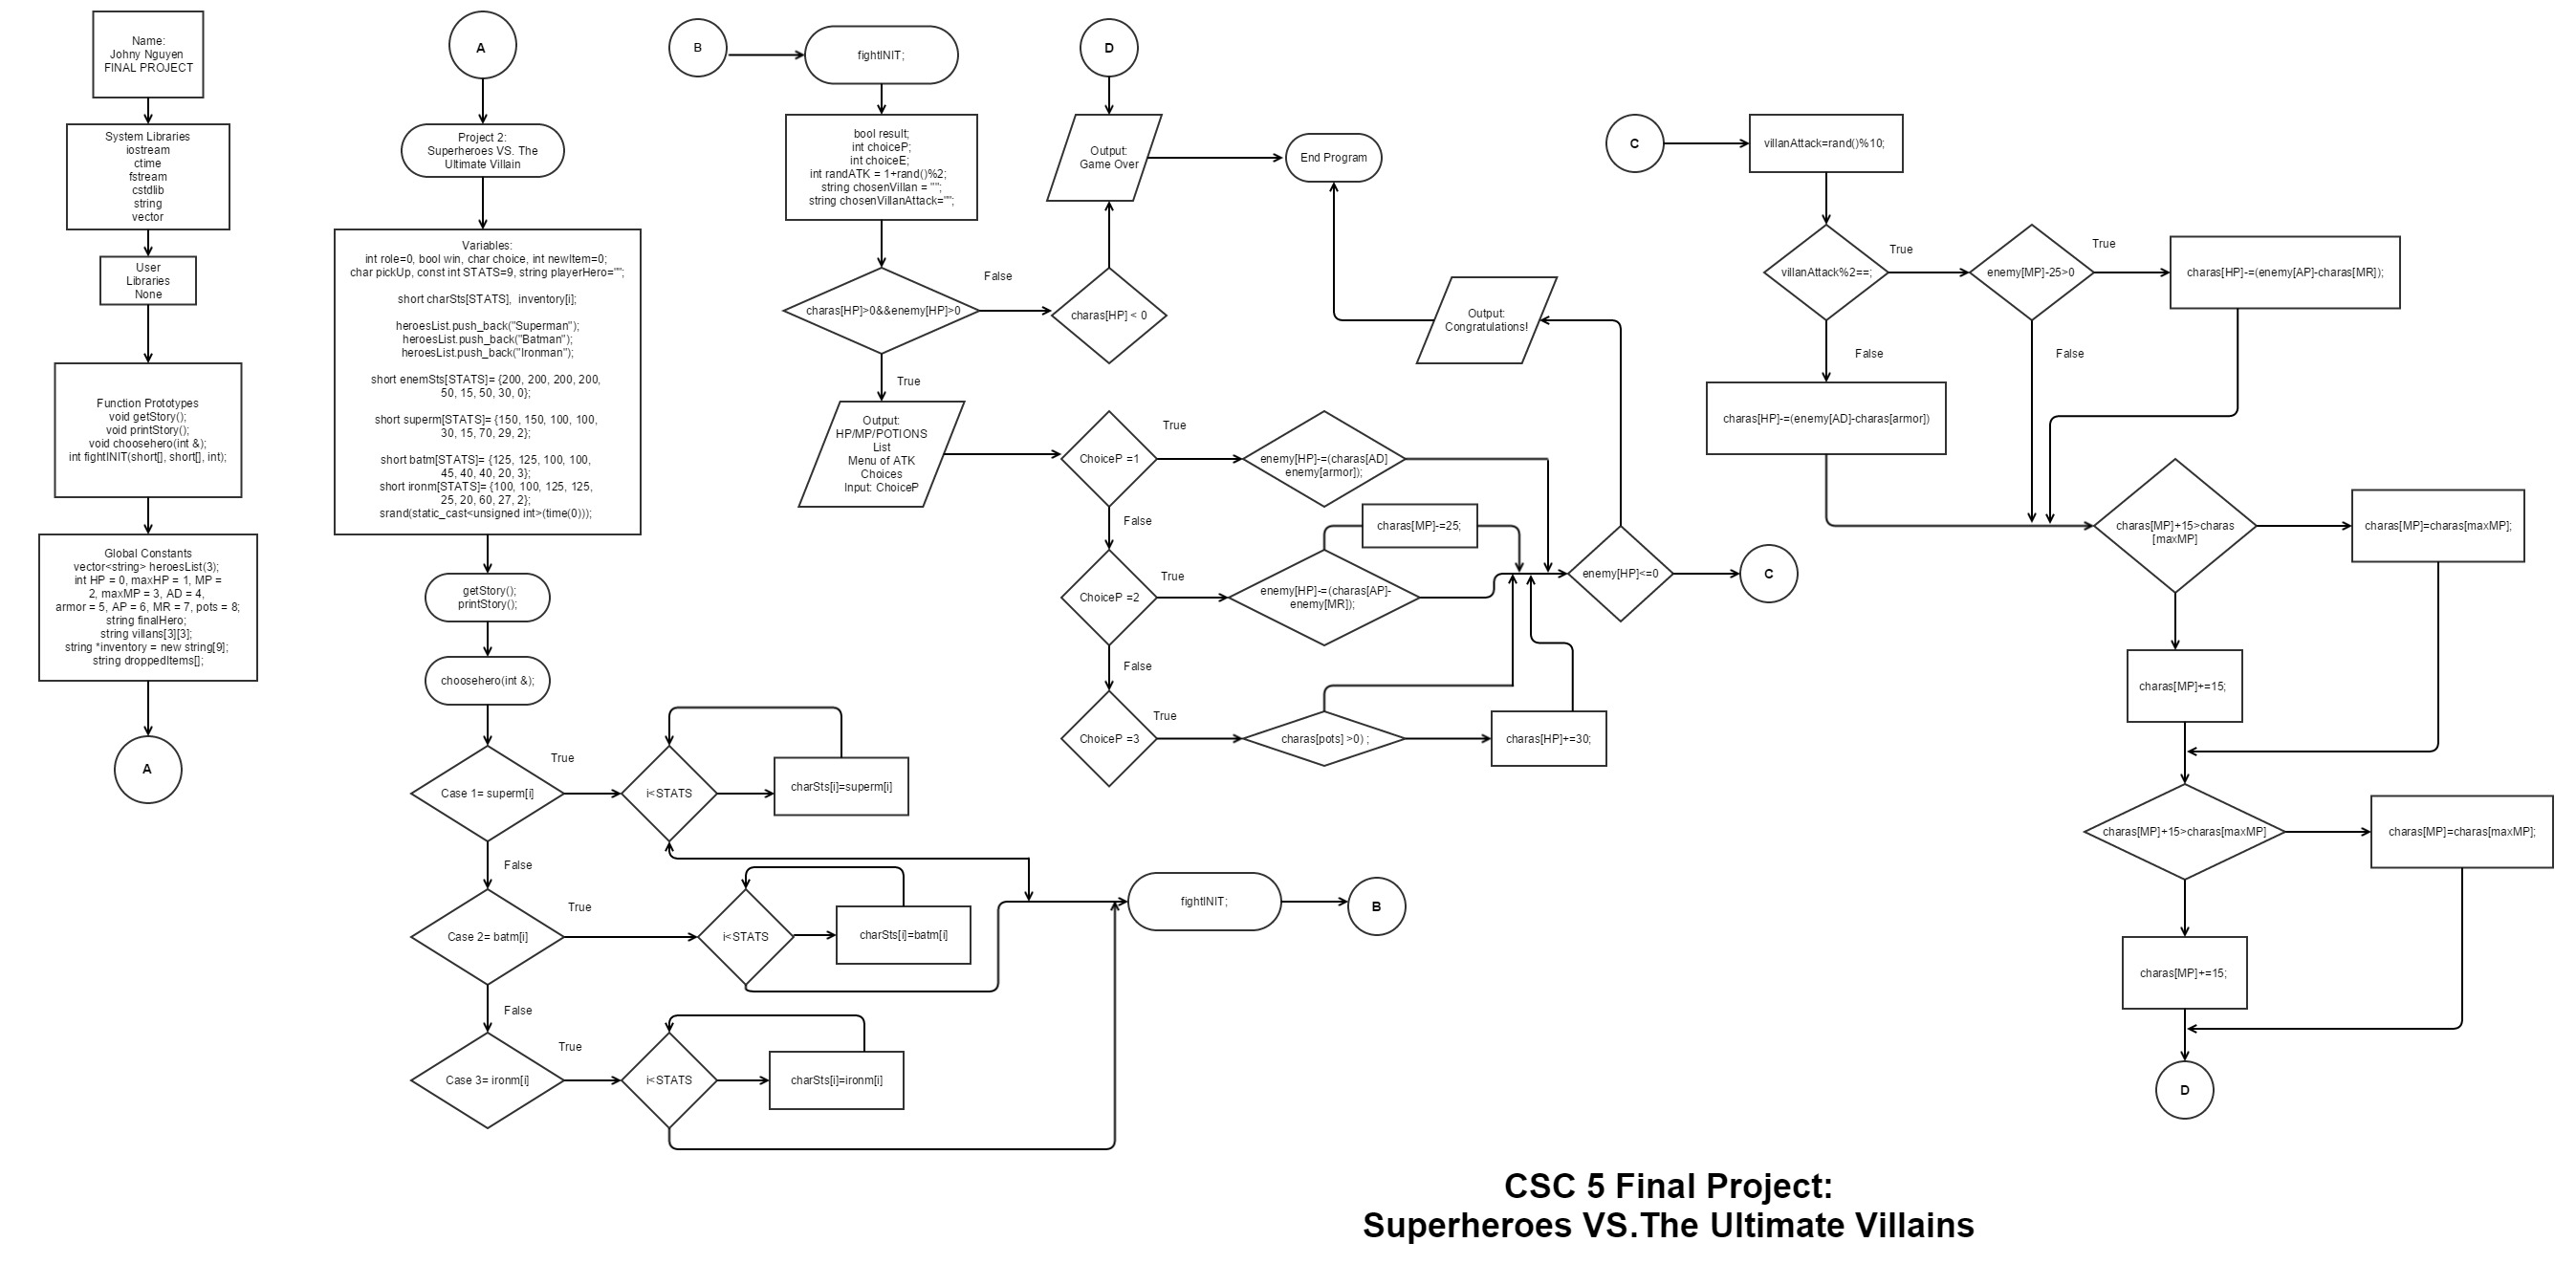 Name:
Johny Nguyen
FINAL PROJECT
System Libraries
iostream
ctime
fstream
cstdlib
string
vector
User
Libraries
None
Function Prototypes
void getStory();
void printStory();
void choosehero(int &);
int fightINIT(short[], short[], int);
Global Constants
vector<string> heroesList(3);
int HP = 0, maxHP = 1, MP =
2, maxMP = 3, AD = 4,
armor = 5, AP = 6, MR = 7, pots = 8;
string finalHero;
string villans[3][3];
string *inventory = new string[9];
string droppedItems[];
A
A
Project 2:
Superheroes VS. The
Ultimate Villain
Variables:
int role=0, bool win, char choice, int newItem=0;
char pickUp, const int STATS=9, string playerHero="";
short charSts[STATS], inventory[i];
heroesList.push_back("Superman");
heroesList.push_back("Batman");
heroesList.push_back("Ironman");
short enemSts[STATS]= {200, 200, 200, 200,
50, 15, 50, 30, 0};
short superm[STATS]= {150, 150, 100, 100,
30, 15, 70, 29, 2};
short batm[STATS]= {125, 125, 100, 100,
45, 40, 40, 20, 3};
short ironm[STATS]= {100, 100, 125, 125,
25, 20, 60, 27, 2};
srand(static_cast<unsigned int>(time(0)));
getStory();
printStory();
choosehero(int &);
Case 1= superm[i]
True
i<STATS
charSts[i]=superm[i]
False
Case 2= batm[i]
True
i<STATS
charSts[i]=batm[i]
False
Case 3= ironm[i]
True
i<STATS
charSts[i]=ironm[i]
fightINIT;
B
B
fightINIT;
bool result;
int choiceP;
int choiceE;
int randATK = 1+rand()%2;
string chosenVillan = "";
string chosenVillanAttack="";
charas[HP]>0&&enemy[HP]>0
False
charas[HP] < 0
True
Output:
HP/MP/POTIONS
List
Menu of ATK
Choices
Input: ChoiceP
D
Output:
Game Over
End Program
Output:
Congratulations!
ChoiceP =1
True
enemy[HP]-=(charas[AD]
enemy[armor]);
False
charas[MP]-=25;
ChoiceP =2
True
enemy[HP]-=(charas[AP]-
enemy[MR]);
False
ChoiceP =3
True
charas[pots] >0) ;
charas[HP]+=30;
enemy[HP]<=0
C
C
villanAttack=rand()%10;
villanAttack%2==;
True
enemy[MP]-25>0
True
charas[HP]-=(enemy[AP]-charas[MR]);
False
False
charas[HP]-=(enemy[AD]-charas[armor])
charas[MP]+15>charas
[maxMP]
charas[MP]=charas[maxMP];
charas[MP]+=15;
charas[MP]+15>charas[maxMP]
charas[MP]=charas[maxMP];
charas[MP]+=15;
D
CSC 5 Final Project:
Superheroes VS.The Ultimate Villains